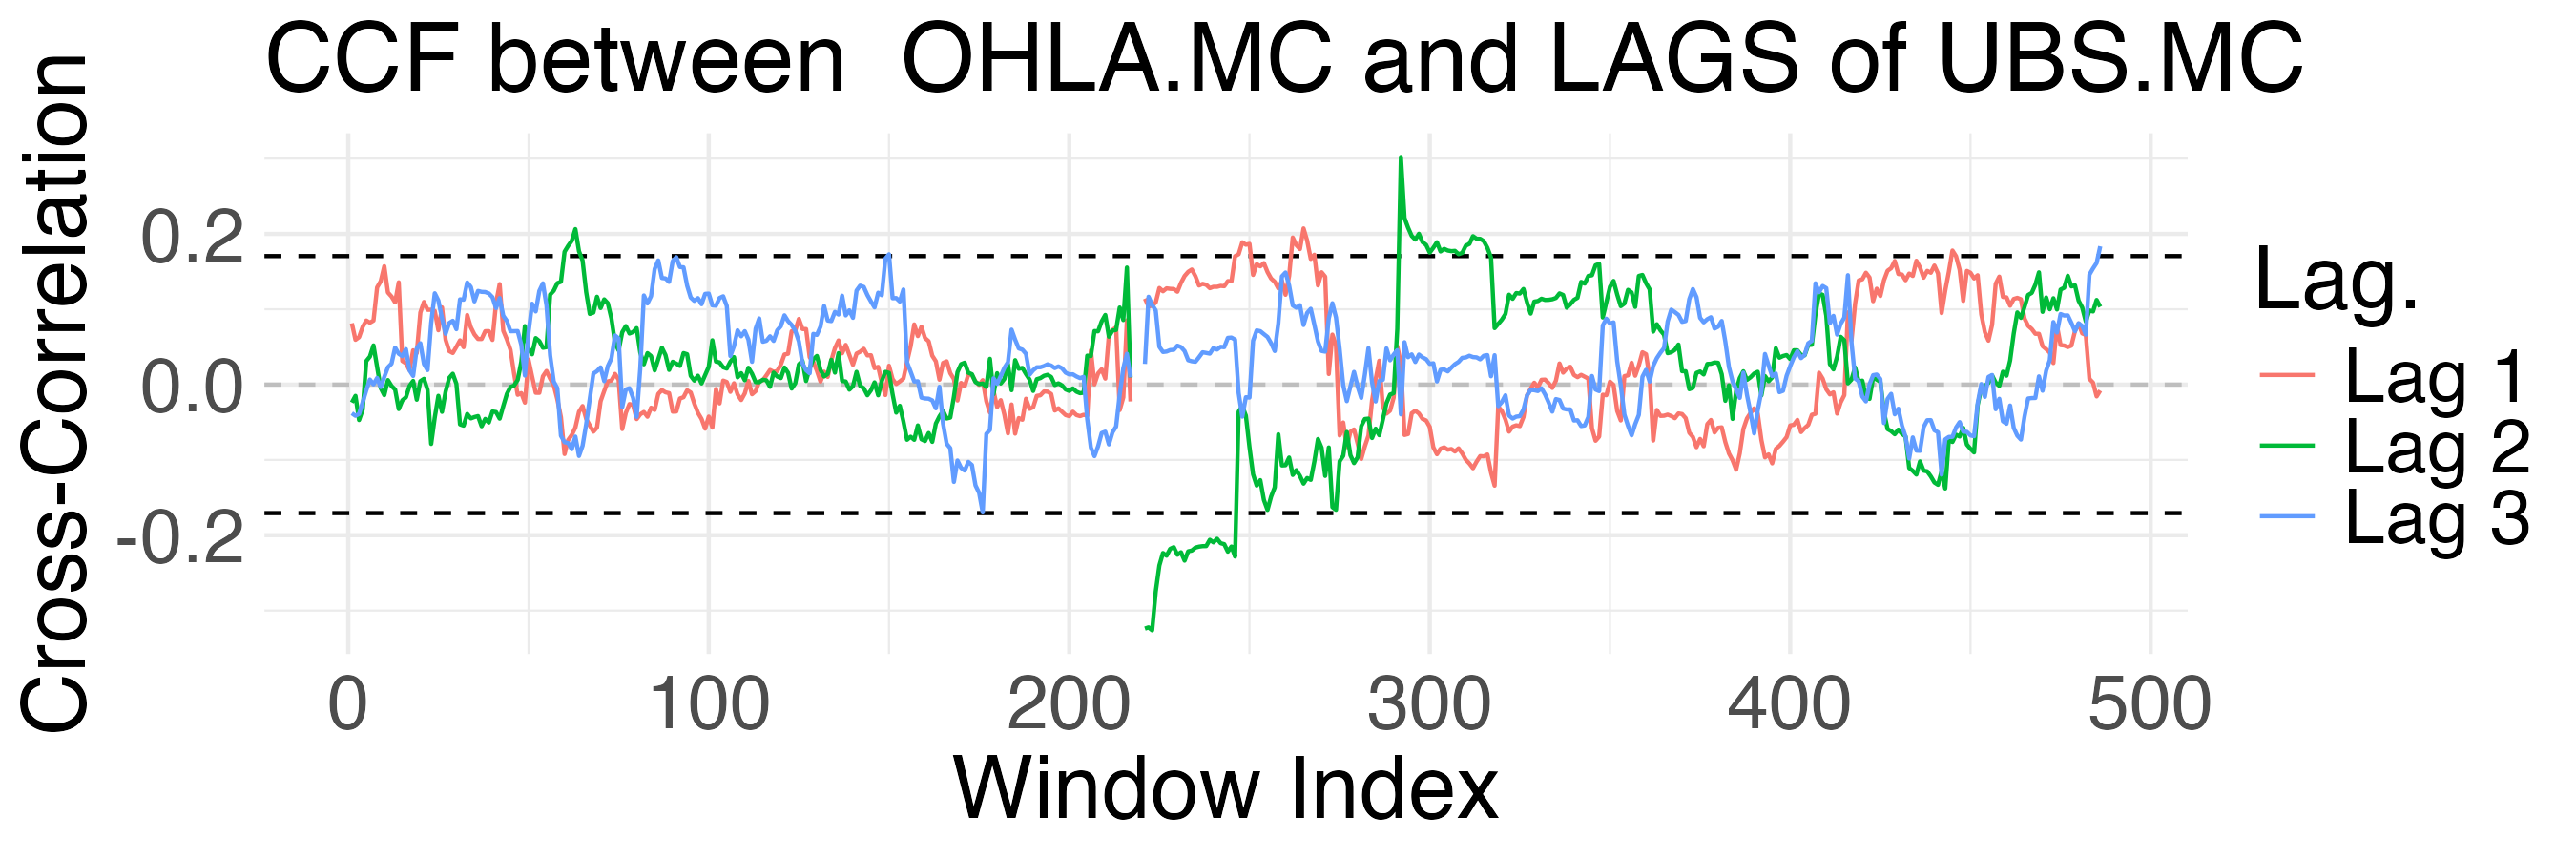 CCF between  OHLA.MC and LAGS of UBS.MC
Cross-Correlation
0.2
0.0
-0.2
0 100 200 300 400 500
Window Index
Lag.
Lag 1
Lag 2
Lag 3